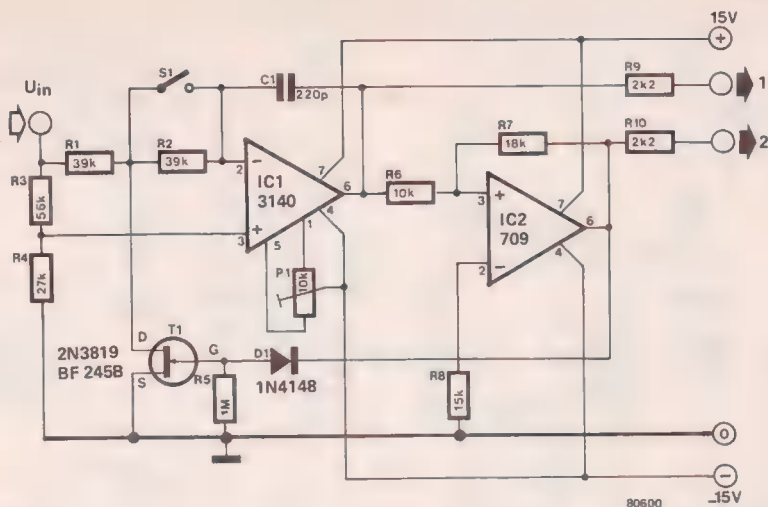 15V
+
Uin
S1
C1
220p
R9
2k2
1
R1
39k
R2
39k
R7
18k
R10
2k2
2
R3
56k
2
−
7
IC1
3140
6
R6
10k
3
+
7
IC2
709
6
4
R4
27k
3
+
5
1
4
P1
10k
2
−
D
T1
2N3819
BF 245B
S
G
R5
1M
D1
1N4148
R8
15k
0
−
–15V
80600